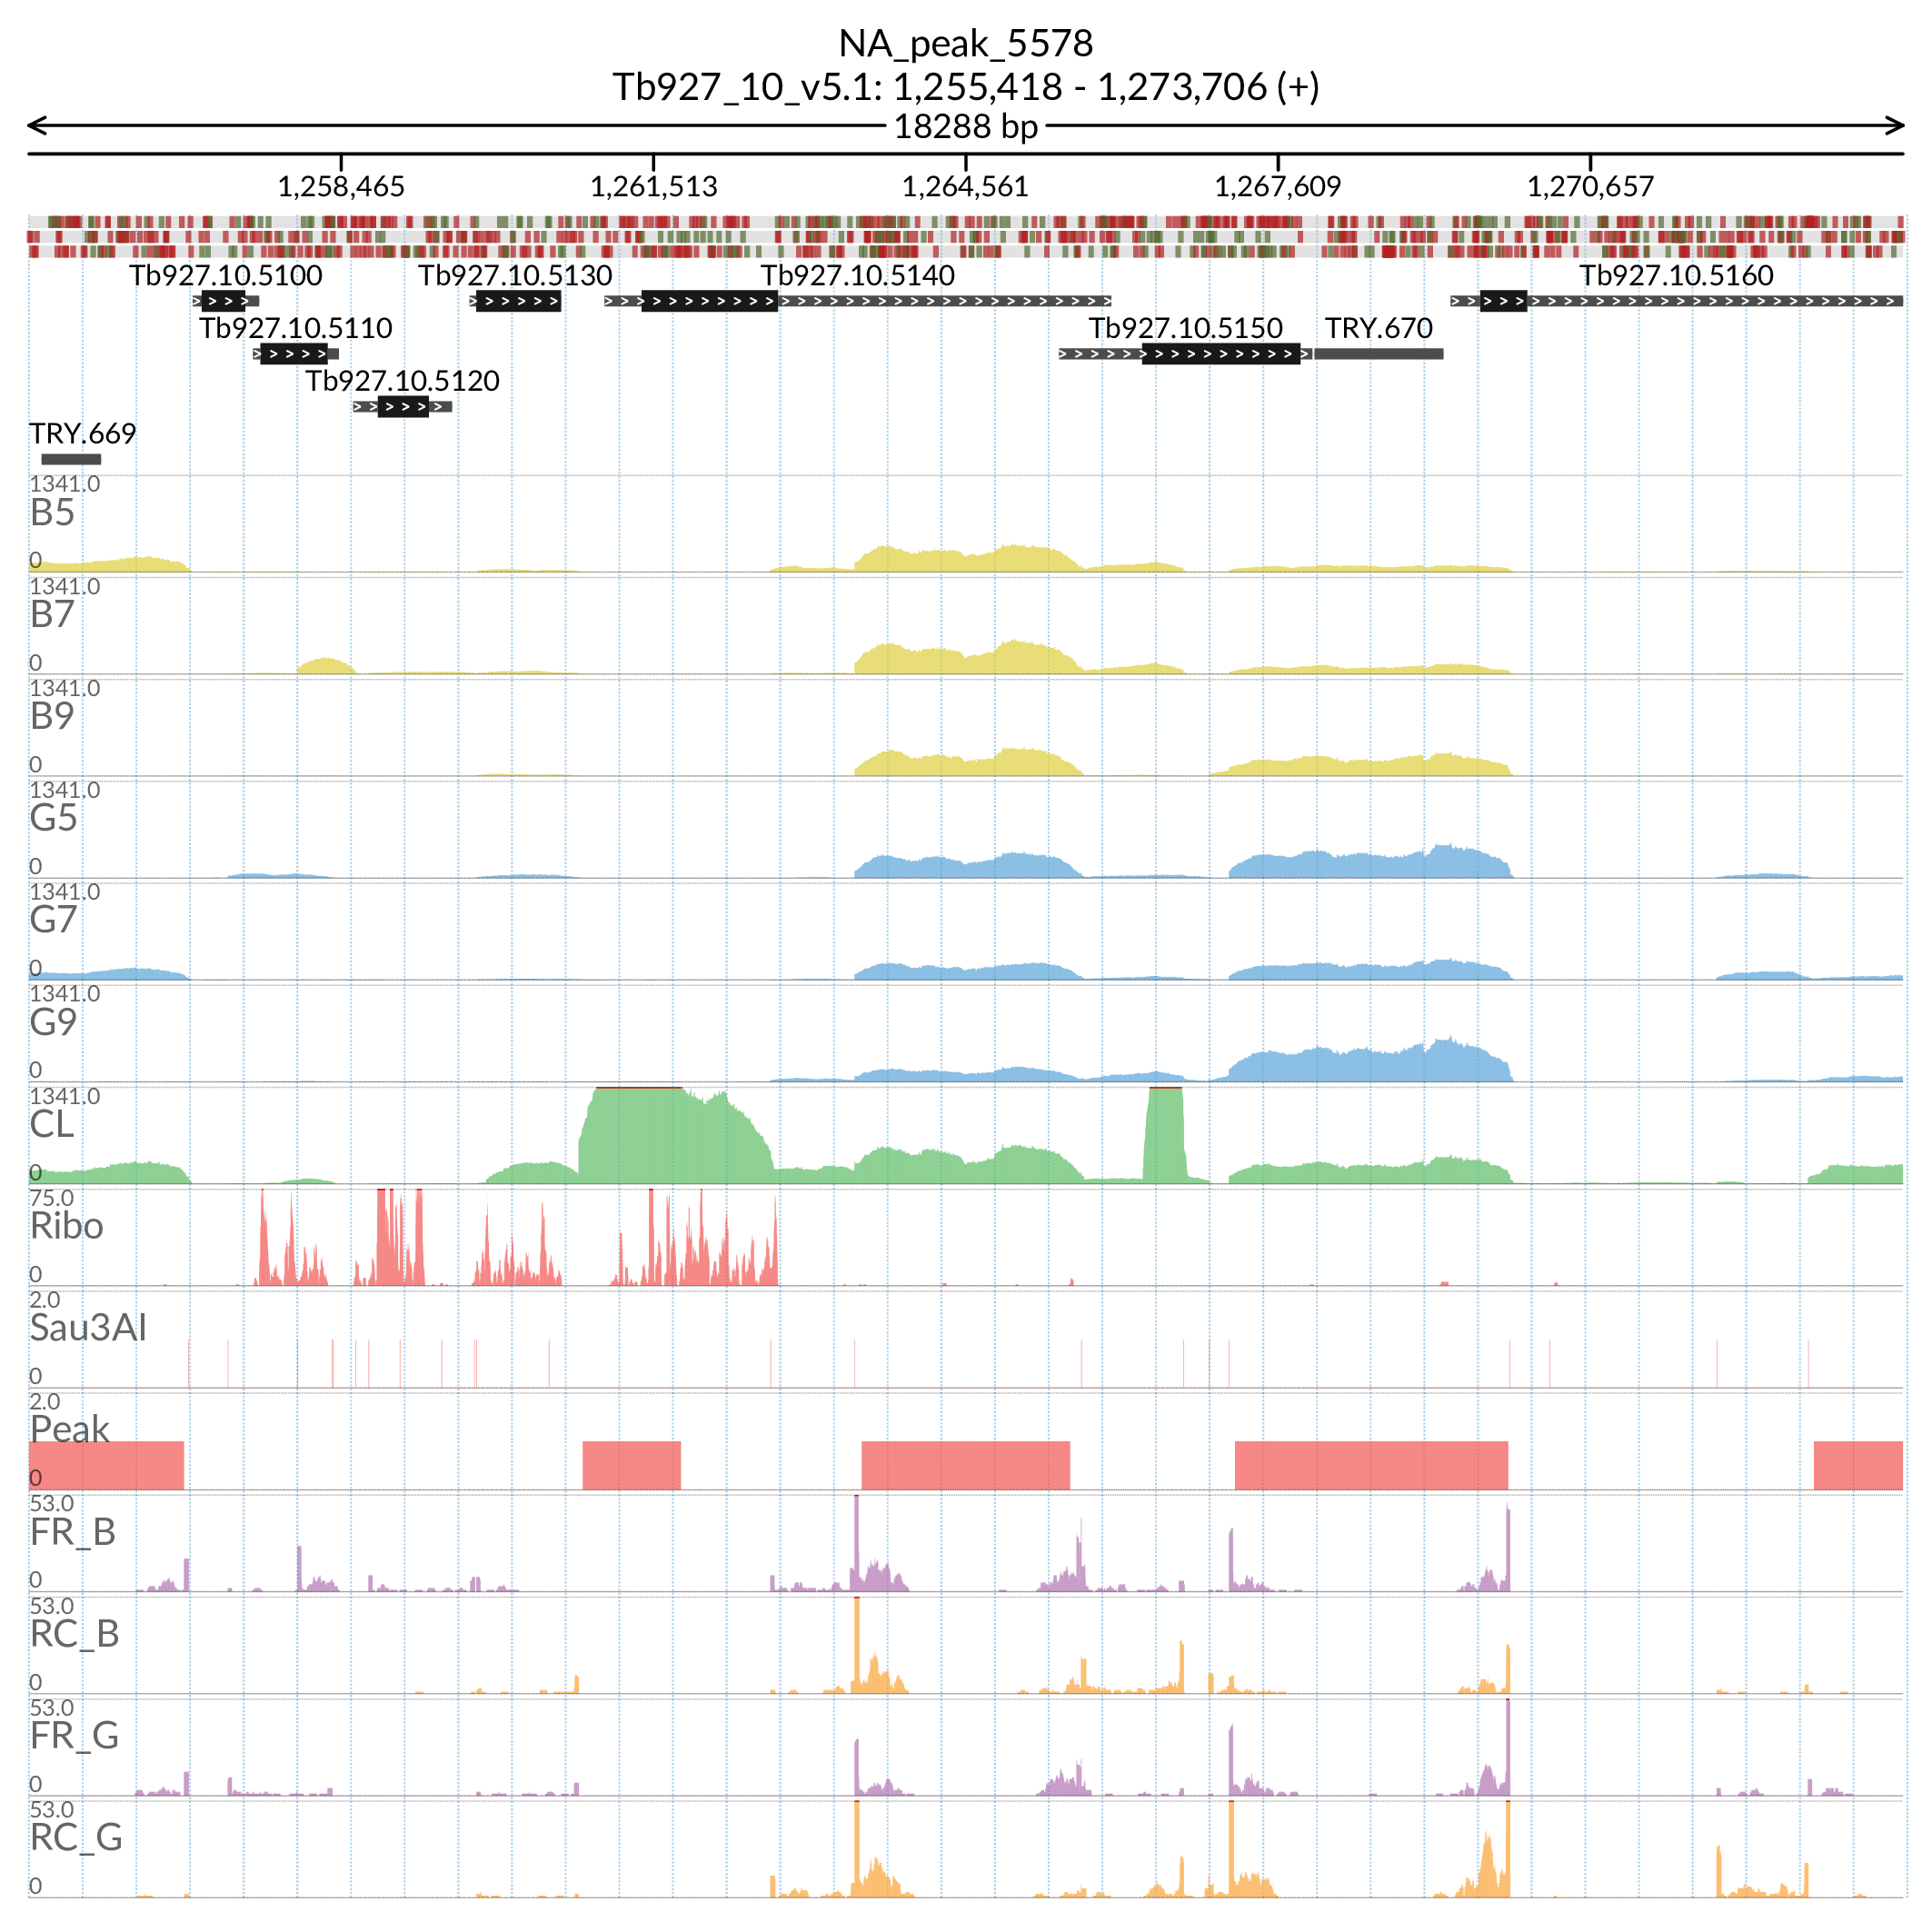 NA_peak_5578
Tb927_10_v5.1: 1,255,418 - 1,273,706 (+)
18288 bp
1,258,465 1,261,513 1,264,561 1,267,609 1,270,657
Tb927.10.5100 Tb927.10.5130 Tb927.10.5140 Tb927.10.5160
Tb927.10.5110 Tb927.10.5150 TRY.670
Tb927.10.5120
TRY.669
1341.0
B5
0
1341.0
B7
0
1341.0
B9
0
1341.0
G5
0
1341.0
G7
0
1341.0
G9
0
1341.0
CL
0
75.0
Ribo
0
2.0
Sau3AI
0
2.0
Peak
0
53.0
FR_B
0
53.0
RC_B
0
53.0
FR_G
0
53.0
RC_G
0